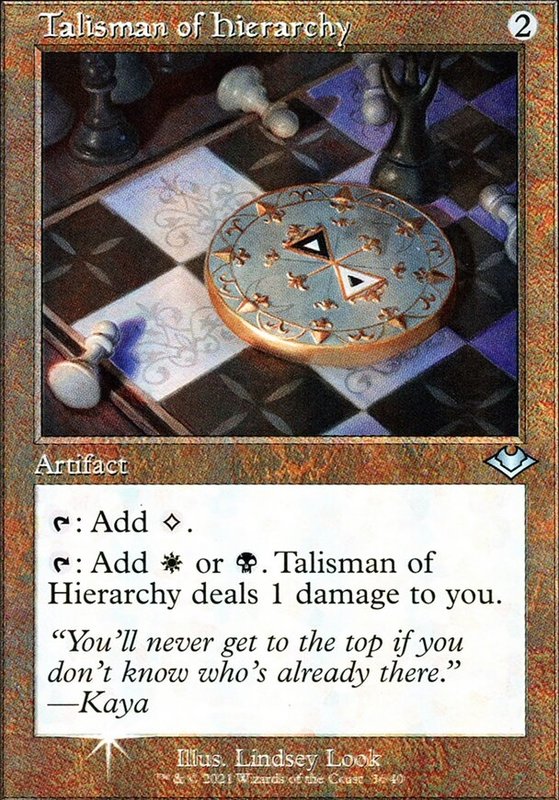 Talisman of Hierarchy 2
Artifact
: Add .
: Add or . Talisman of
Hierarchy deals 1 damage to you.
“You’ll never get to the top if you
don’t know who’s already there.”
—Kaya
Illus. Lindsey Look
™ & © 2021 Wizards of the Coast 36/40